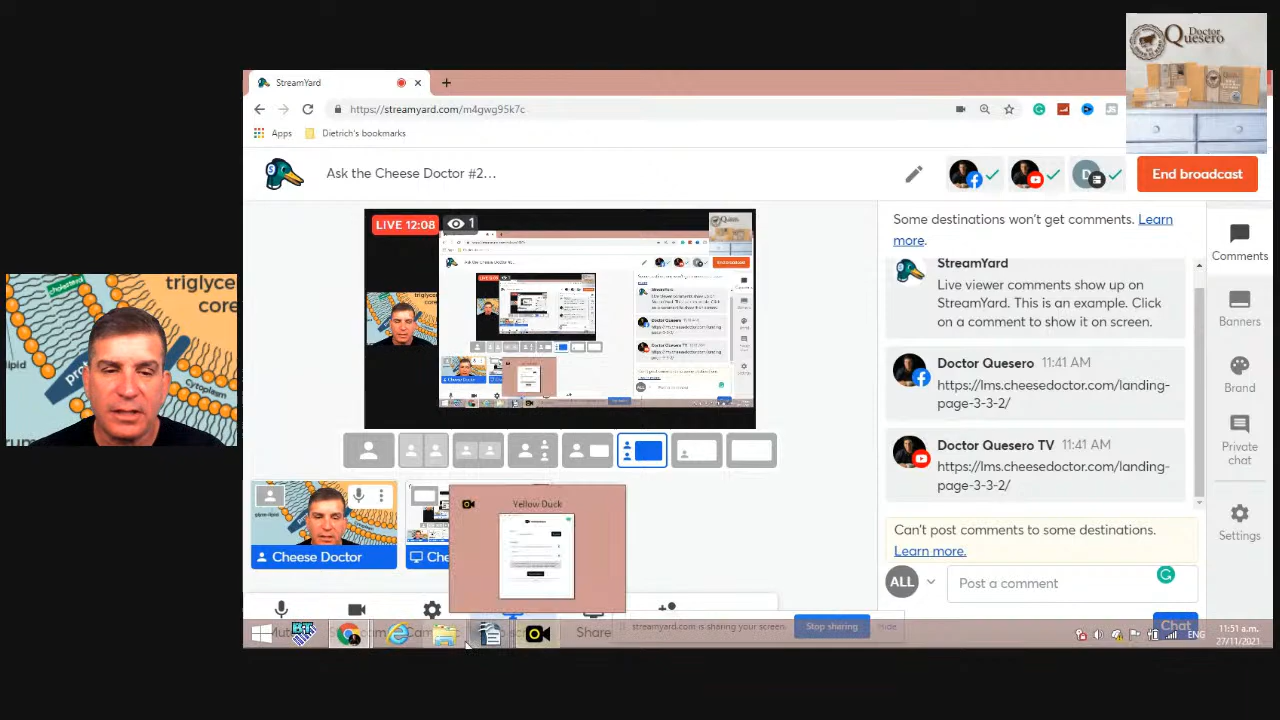 StreamYard
https://streamyard.com/m4gwg95k7c
Apps
Dietrich's bookmarks
Doctor
Quesero
Ask the Cheese Doctor #2...
D
End broadcast
LIVE 12:08
1
Some destinations won't get comments. Learn
more.
StreamYard
Live viewer comments show up on
StreamYard. This is an example. Click
on a comment to show it on screen.
Doctor Quesero 11:41 AM
https://lms.cheesedoctor.com/landing-
page-3-3-2/
Doctor Quesero TV 11:41 AM
https://lms.cheesedoctor.com/landing-
page-3-3-2/
Can't post comments to some destinations.
Learn more.
ALL
Post a comment
Chat
Comments
Banners
Brand
Private
chat
Settings
triglyce
core
cholesterol
lipid
Cytoplasm
Cheese Doctor
Che
Yellow Duck
Share
streamyard.com is sharing your screen.
Stop sharing
Hide
ENG
11:51 a.m.
27/11/2021